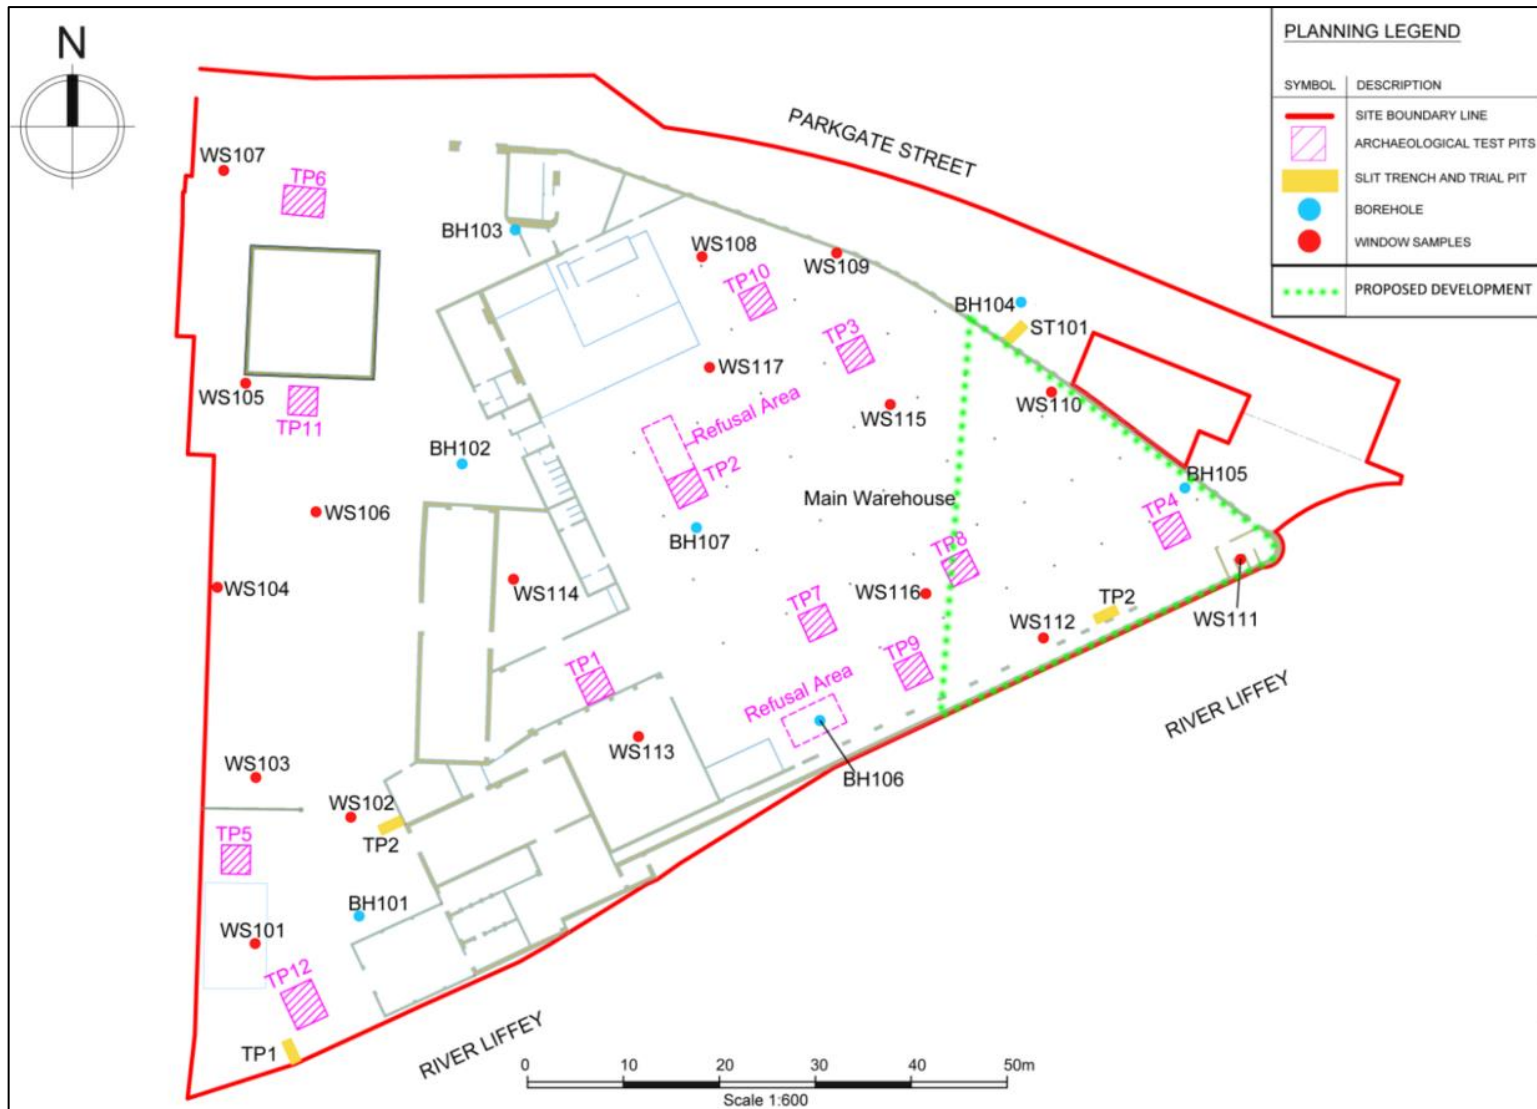 N
PLANNING LEGEND
SYMBOL DESCRIPTION
SITE BOUNDARY LINE
ARCHAEOLOGICAL TEST PITS
SLIT TRENCH AND TRIAL PIT
BOREHOLE
WINDOW SAMPLES
PROPOSED DEVELOPMENT
PARKGATE STREET
WS107
TP6
BH103
WS108
WS109
TP10
BH104
ST101
TP3
WS117
WS105
TP11
WS110
WS115
Refusal Area
BH102
TP2
BH105
Main Warehouse
TP4
WS106
BH107
TP8
WS104
WS114
WS116
TP7
TP2
WS111
WS112
TP9
TP1
Refusal Area
RIVER LIFFEY
WS113
WS103
BH106
WS102
TP5
TP2
BH101
WS101
TP12
TP1
RIVER LIFFEY
0 10 20 30 40 50m
Scale 1:600